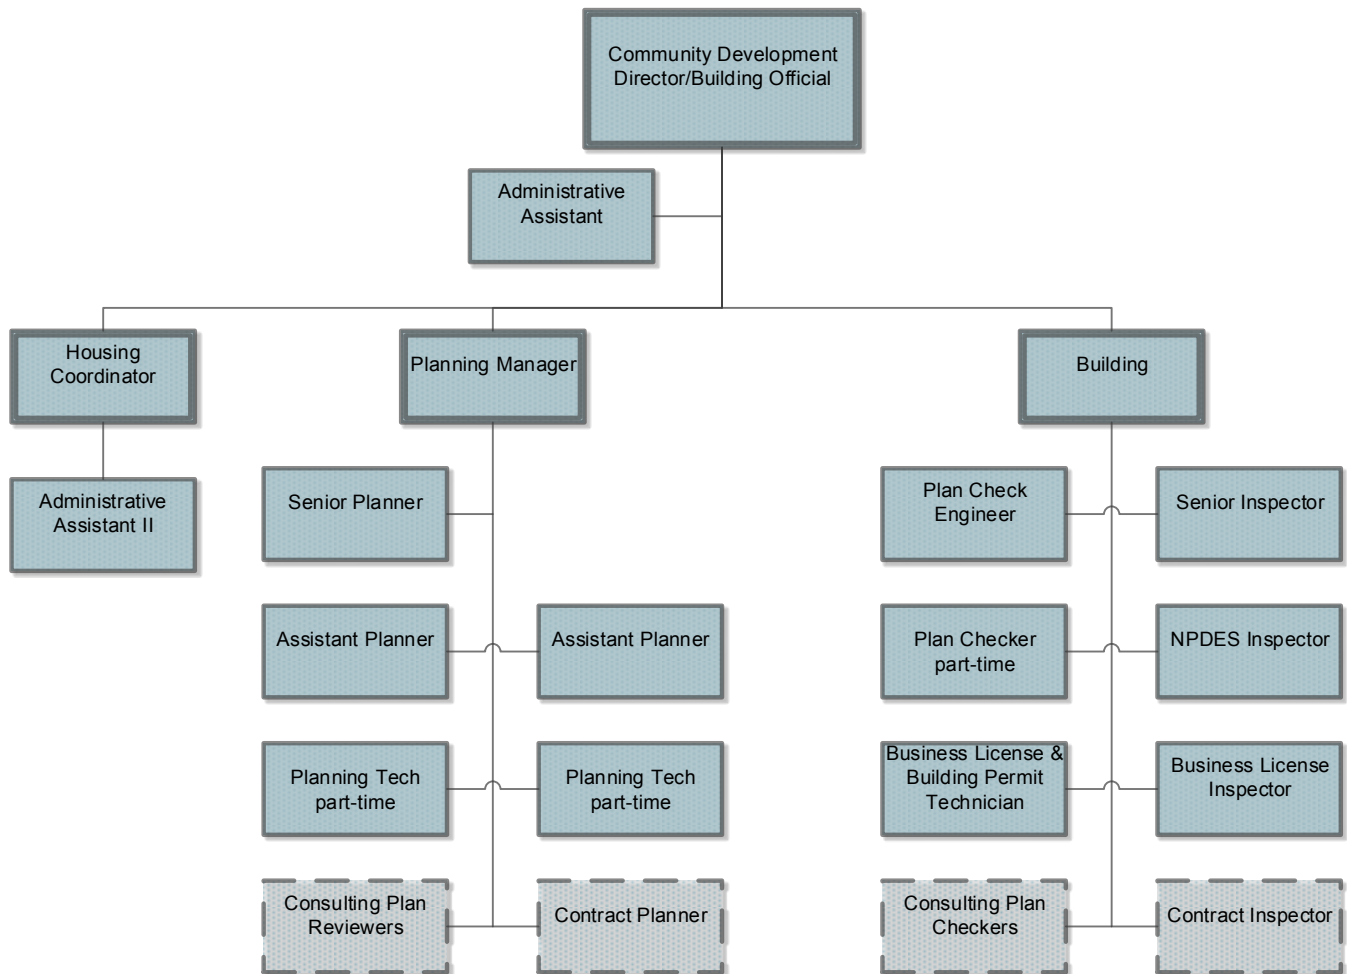 Community Development
Director/Building Official
Administrative
Assistant
Housing
Coordinator
Planning Manager
Building
Administrative
Assistant II
Senior Planner
Plan Check
Engineer
Senior Inspector
Assistant Planner
Assistant Planner
Plan Checker
part-time
NPDES Inspector
Planning Tech
part-time
Planning Tech
part-time
Business License &
Building Permit
Technician
Business License
Inspector
Consulting Plan
Reviewers
Contract Planner
Consulting Plan
Checkers
Contract Inspector